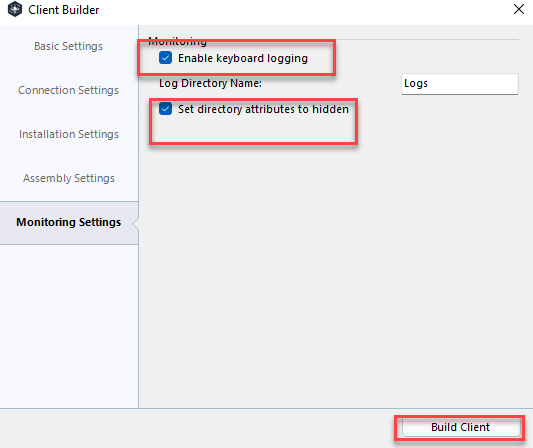 Client Builder
Basic Settings
Connection Settings
Installation Settings
Assembly Settings
Monitoring Settings
Monitoring
Enable keyboard logging
Log Directory Name:
Logs
Set directory attributes to hidden
Build Client